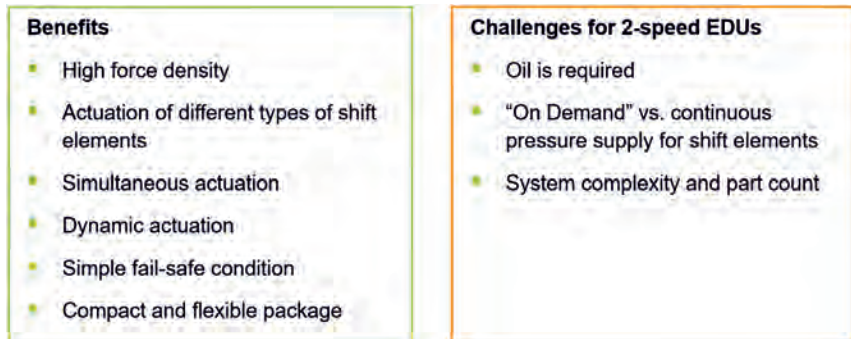 Benefits
High force density
Actuation of different types of shift
elements
Simultaneous actuation
Dynamic actuation
Simple fail-safe condition
Compact and flexible package
Challenges for 2-speed EDUs
Oil is required
“On Demand” vs. continuous
pressure supply for shift elements
System complexity and part count